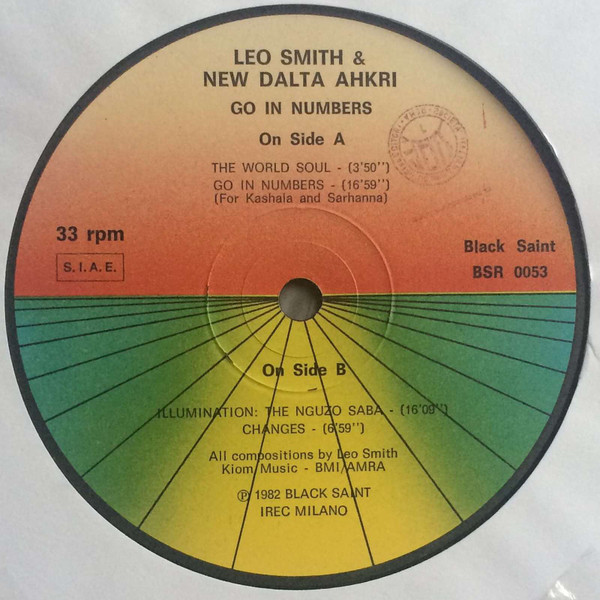 LEO SMITH &
NEW DALTA AHKRI
GO IN NUMBERS
On Side A
THE WORLD SOUL - (3'50'')
GO IN NUMBERS - (16'59'')
(For Kashala and Sarhanna)
33 rpm
S. I. A. E.
Black Saint
BSR 0053
On Side B
ILLUMINATION: THE NGUZO SABA - (16'09'')
CHANGES - (6'59'')
All compositions by Leo Smith
Kiom Music - BMI/AMRA
℗ 1982 BLACK SAINT
IREC MILANO